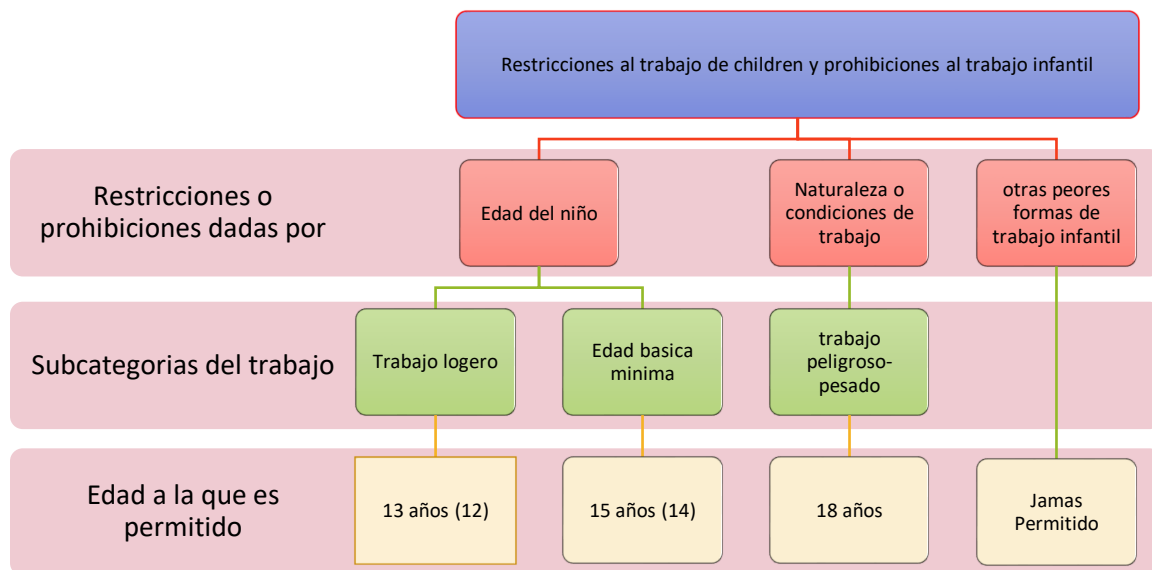 Restricciones al trabajo de children y prohibiciones al trabajo infantil
Restricciones o
prohibiciones dadas por
Edad del niño
Naturaleza o
condiciones de
trabajo
otras peores
formas de
trabajo infantil
Subcategorias del trabajo
Trabajo logero
Edad basica
minima
trabajo
peligroso-
pesado
Edad a la que es
permitido
13 años (12)
15 años (14)
18 años
Jamas
Permitido